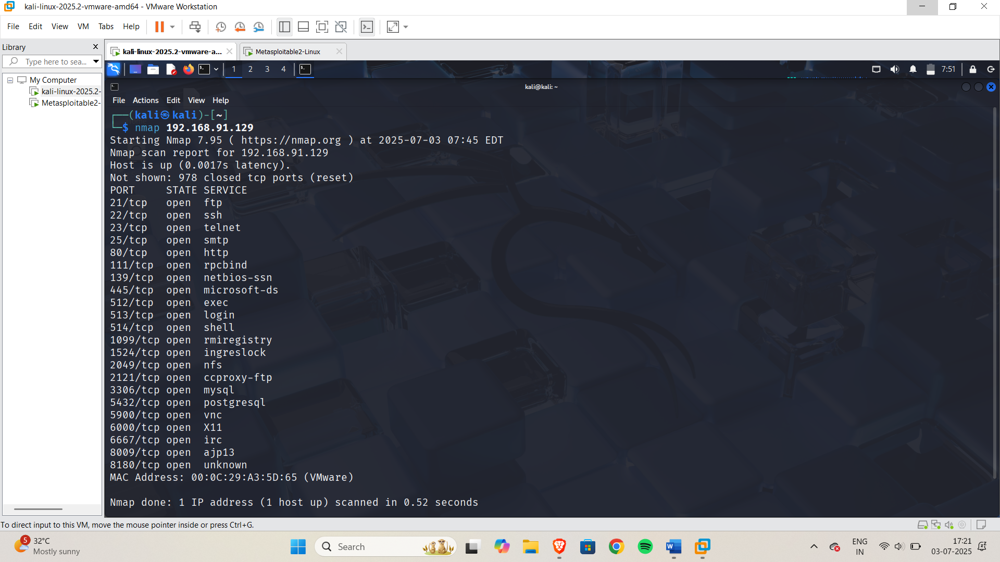 kali-linux-2025.2-vmware-amd64 - VMware Workstation
File Edit View VM Tabs Help
Library
Type here to sea...
My Computer
kali-linux-2025.2-
Metasploitable2-
kali-linux-2025.2-vmware-a...
Metasploitable2-Linux
1 2 3 4
7:51
kali@kali: ~
File Actions Edit View Help
(kali㉿kali)-[~]
$ nmap 192.168.91.129
Starting Nmap 7.95 ( https://nmap.org ) at 2025-07-03 07:45 EDT
Nmap scan report for 192.168.91.129
Host is up (0.0017s latency).
Not shown: 978 closed tcp ports (reset)
PORT STATE SERVICE
21/tcp open ftp
22/tcp open ssh
23/tcp open telnet
25/tcp open smtp
80/tcp open http
111/tcp open rpcbind
139/tcp open netbios-ssn
445/tcp open microsoft-ds
512/tcp open exec
513/tcp open login
514/tcp open shell
1099/tcp open rmiregistry
1524/tcp open ingreslock
2049/tcp open nfs
2121/tcp open ccproxy-ftp
3306/tcp open mysql
5432/tcp open postgresql
5900/tcp open vnc
6000/tcp open X11
6667/tcp open irc
8009/tcp open ajp13
8180/tcp open unknown
MAC Address: 00:0C:29:A3:5D:65 (VMware)
Nmap done: 1 IP address (1 host up) scanned in 0.52 seconds
To direct input to this VM, move the mouse pointer inside or press Ctrl+G.
5
32°C
Mostly sunny
Search
ENG
IN
17:21
03-07-2025